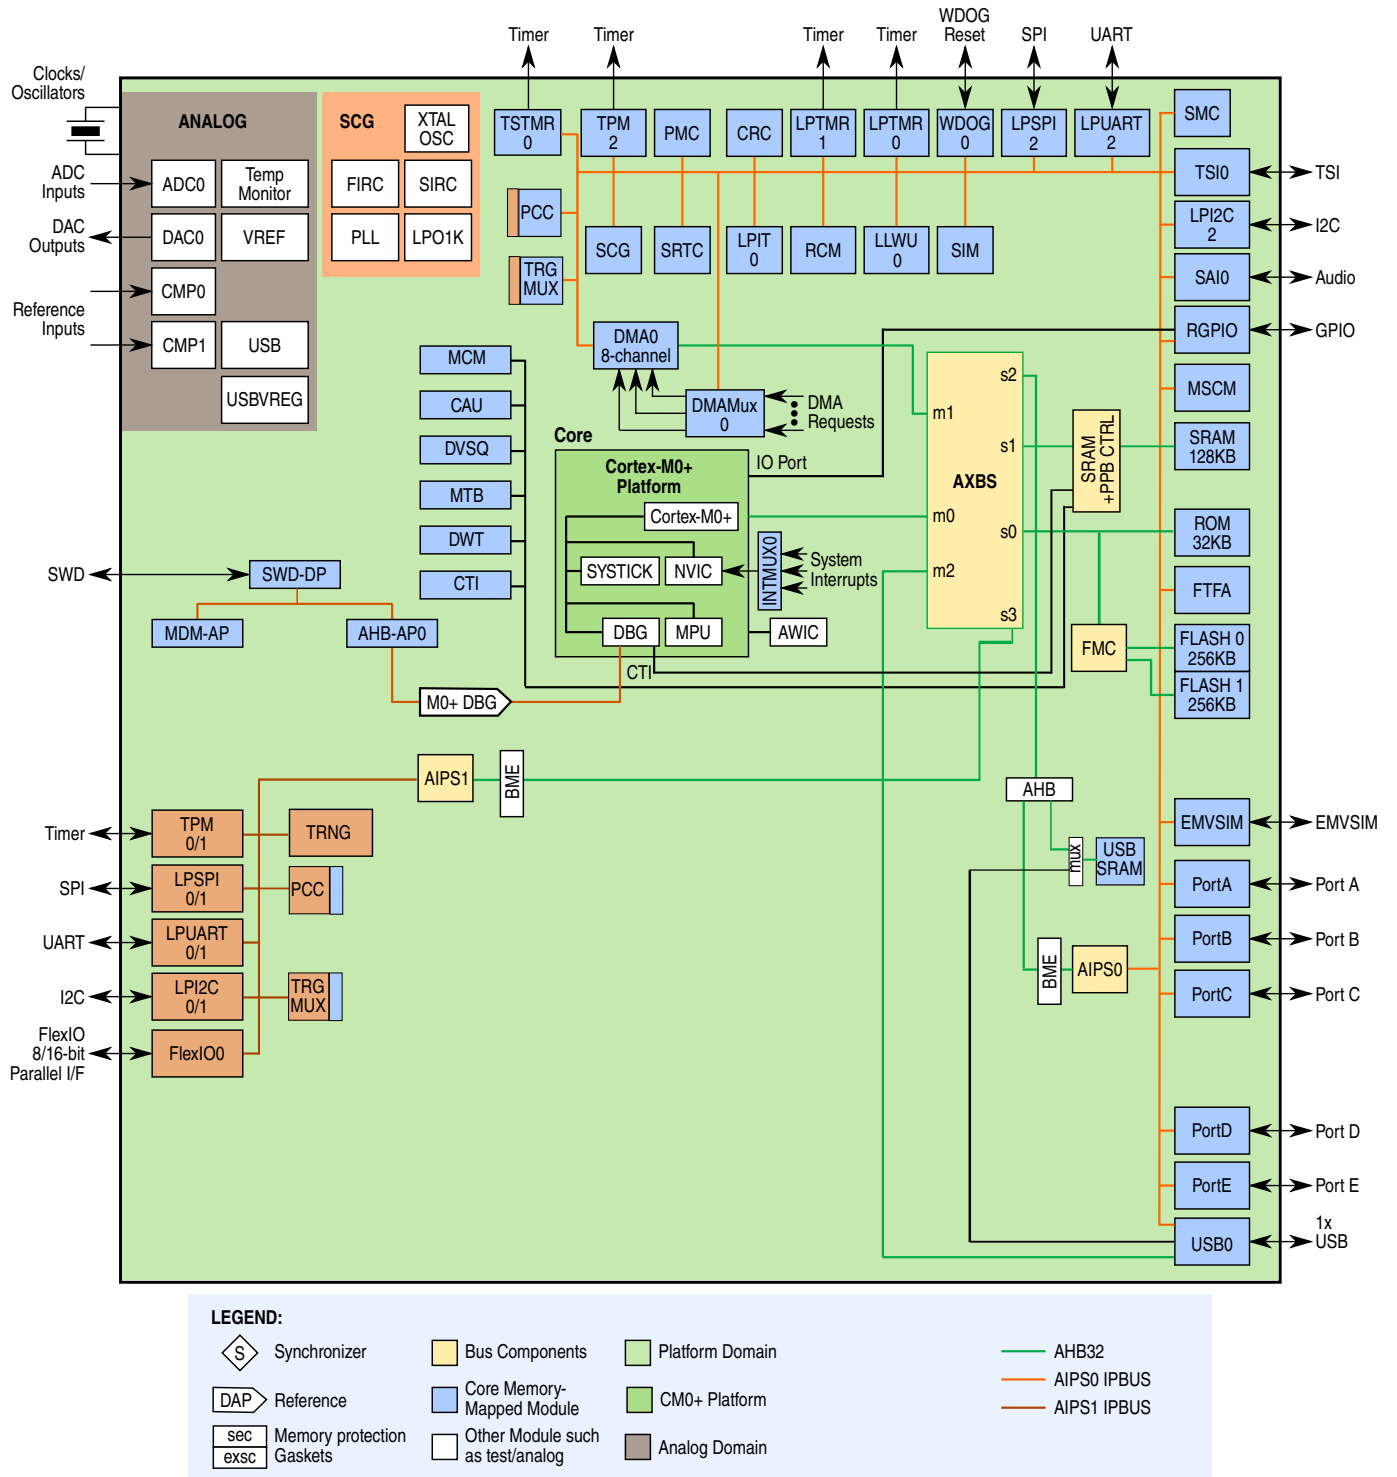 Timer
Timer
Timer
Timer
WDOG
Reset
SPI
UART
Clocks/
Oscillators
ADC
Inputs
DAC
Outputs
Reference
Inputs
ANALOG
ADC0
Temp
Monitor
DAC0
VREF
CMP0
CMP1
USB
USBVREG
SCG
XTAL
OSC
FIRC
SIRC
PLL
LPO1K
TSTMR
0
TPM
2
PMC
CRC
LPTMR
1
LPTMR
0
WDOG
0
LPSPI
2
LPUART
2
PCC
TRG
MUX
SCG
SRTC
LPIT
0
RCM
LLWU
0
SIM
SMC
TSI0
TSI
LPI2C
2
I2C
SAI0
Audio
RGPIO
GPIO
MSCM
SRAM
128KB
ROM
32KB
FTFA
FLASH 0
256KB
FLASH 1
256KB
DMA0
8-channel
DMAMux
0
DMA
Requests
MCM
CAU
DVSQ
MTB
DWT
CTI
Core
Cortex-M0+
Platform
Cortex-M0+
SYSTICK
NVIC
DBG
MPU
IO Port
INTMUX0
System
Interrupts
AWIC
CTI
AXBS
m1
m0
m2
s2
s1
s0
s3
SRAM
+PPB CTRL
FMC
SWD
SWD-DP
MDM-AP
AHB-AP0
M0+ DBG
AIPS1
BME
AHB
mux
USB
SRAM
BME
AIPS0
Timer
TPM
0/1
TRNG
SPI
LPSPI
0/1
PCC
UART
LPUART
0/1
I2C
LPI2C
0/1
TRG
MUX
FlexIO
8/16-bit
Parallel I/F
FlexIO0
EMVSIM
EMVSIM
PortA
Port A
PortB
Port B
PortC
Port C
PortD
Port D
PortE
Port E
USB0
1x
USB
LEGEND:
S
Synchronizer
DAP
Reference
sec
exsc
Memory protection
Gaskets
Bus Components
Core Memory-
Mapped Module
Other Module such
as test/analog
Platform Domain
CM0+ Platform
Analog Domain
AHB32
AIPS0 IPBUS
AIPS1 IPBUS